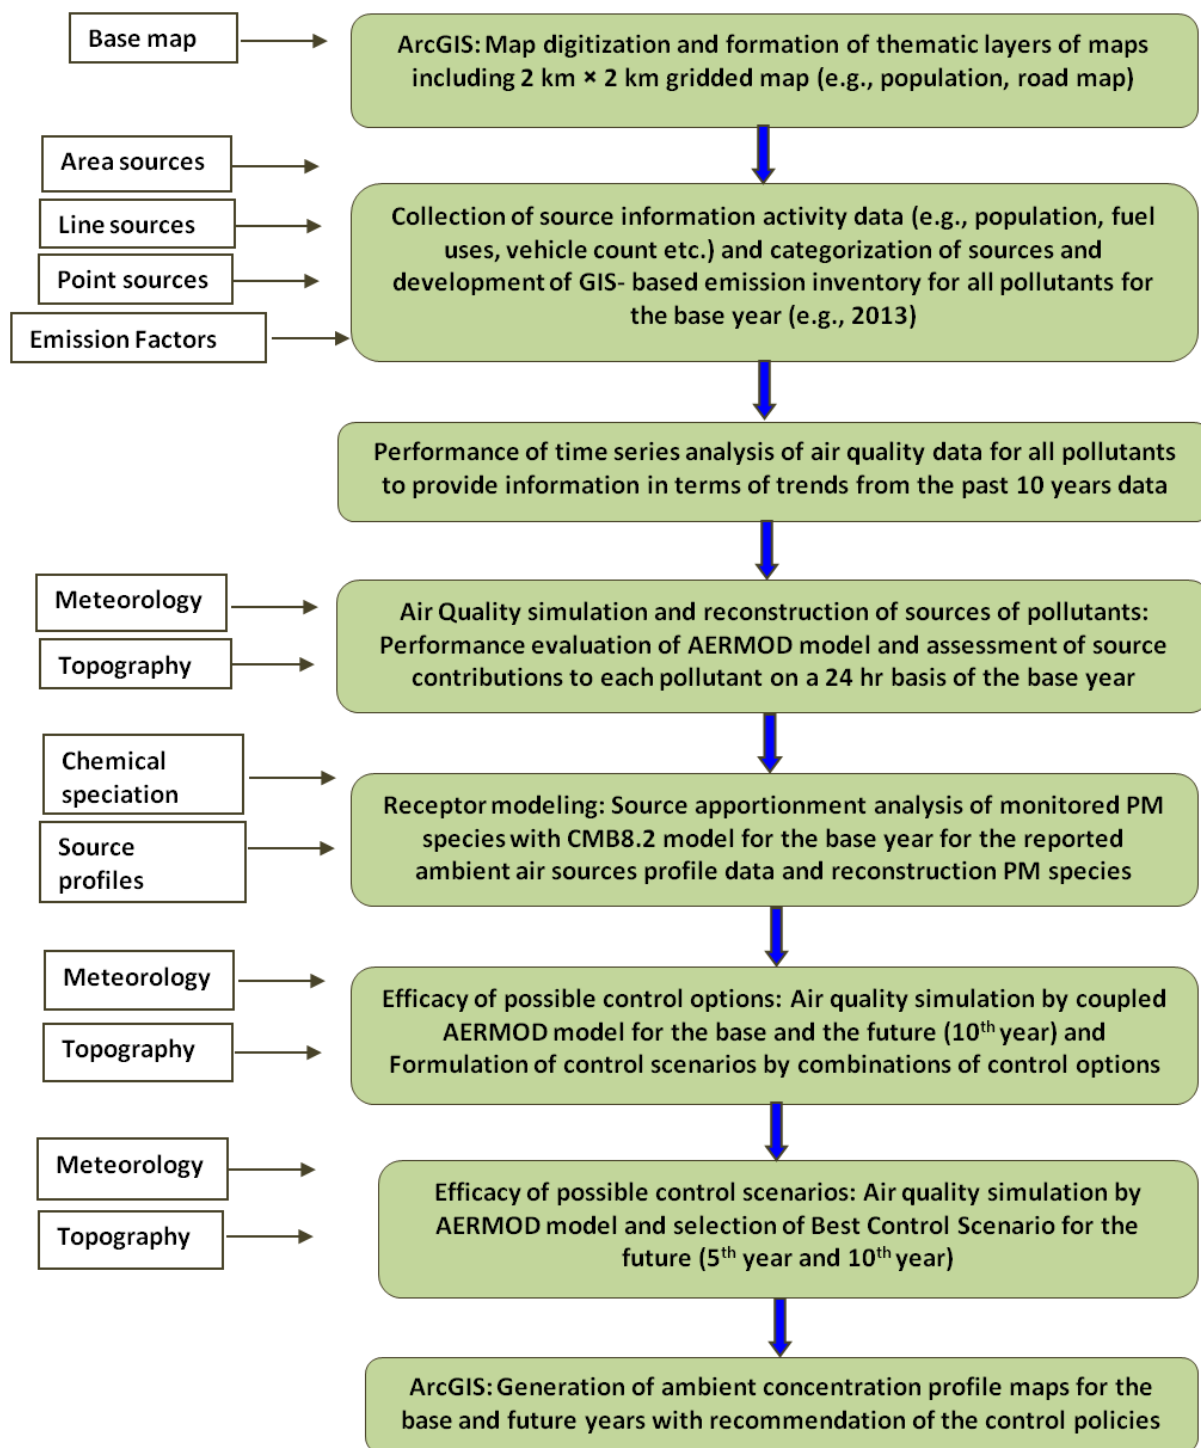 Base map
ArcGIS: Map digitization and formation of thematic layers of maps
including 2 km × 2 km gridded map (e.g., population, road map)
Area sources
Line sources
Point sources
Emission Factors
Collection of source information activity data (e.g., population, fuel
uses, vehicle count etc.) and categorization of sources and
development of GIS- based emission inventory for all pollutants for
the base year (e.g., 2013)
Performance of time series analysis of air quality data for all pollutants
to provide information in terms of trends from the past 10 years data
Meteorology
Topography
Air Quality simulation and reconstruction of sources of pollutants:
Performance evaluation of AERMOD model and assessment of source
contributions to each pollutant on a 24 hr basis of the base year
Chemical
speciation
Source
profiles
Receptor modeling: Source apportionment analysis of monitored PM
species with CMB8.2 model for the base year for the reported
ambient air sources profile data and reconstruction PM species
Meteorology
Topography
Efficacy of possible control options: Air quality simulation by coupled
AERMOD model for the base and the future (10th year) and
Formulation of control scenarios by combinations of control options
Meteorology
Topography
Efficacy of possible control scenarios: Air quality simulation by
AERMOD model and selection of Best Control Scenario for the
future (5th year and 10th year)
ArcGIS: Generation of ambient concentration profile maps for the
base and future years with recommendation of the control policies